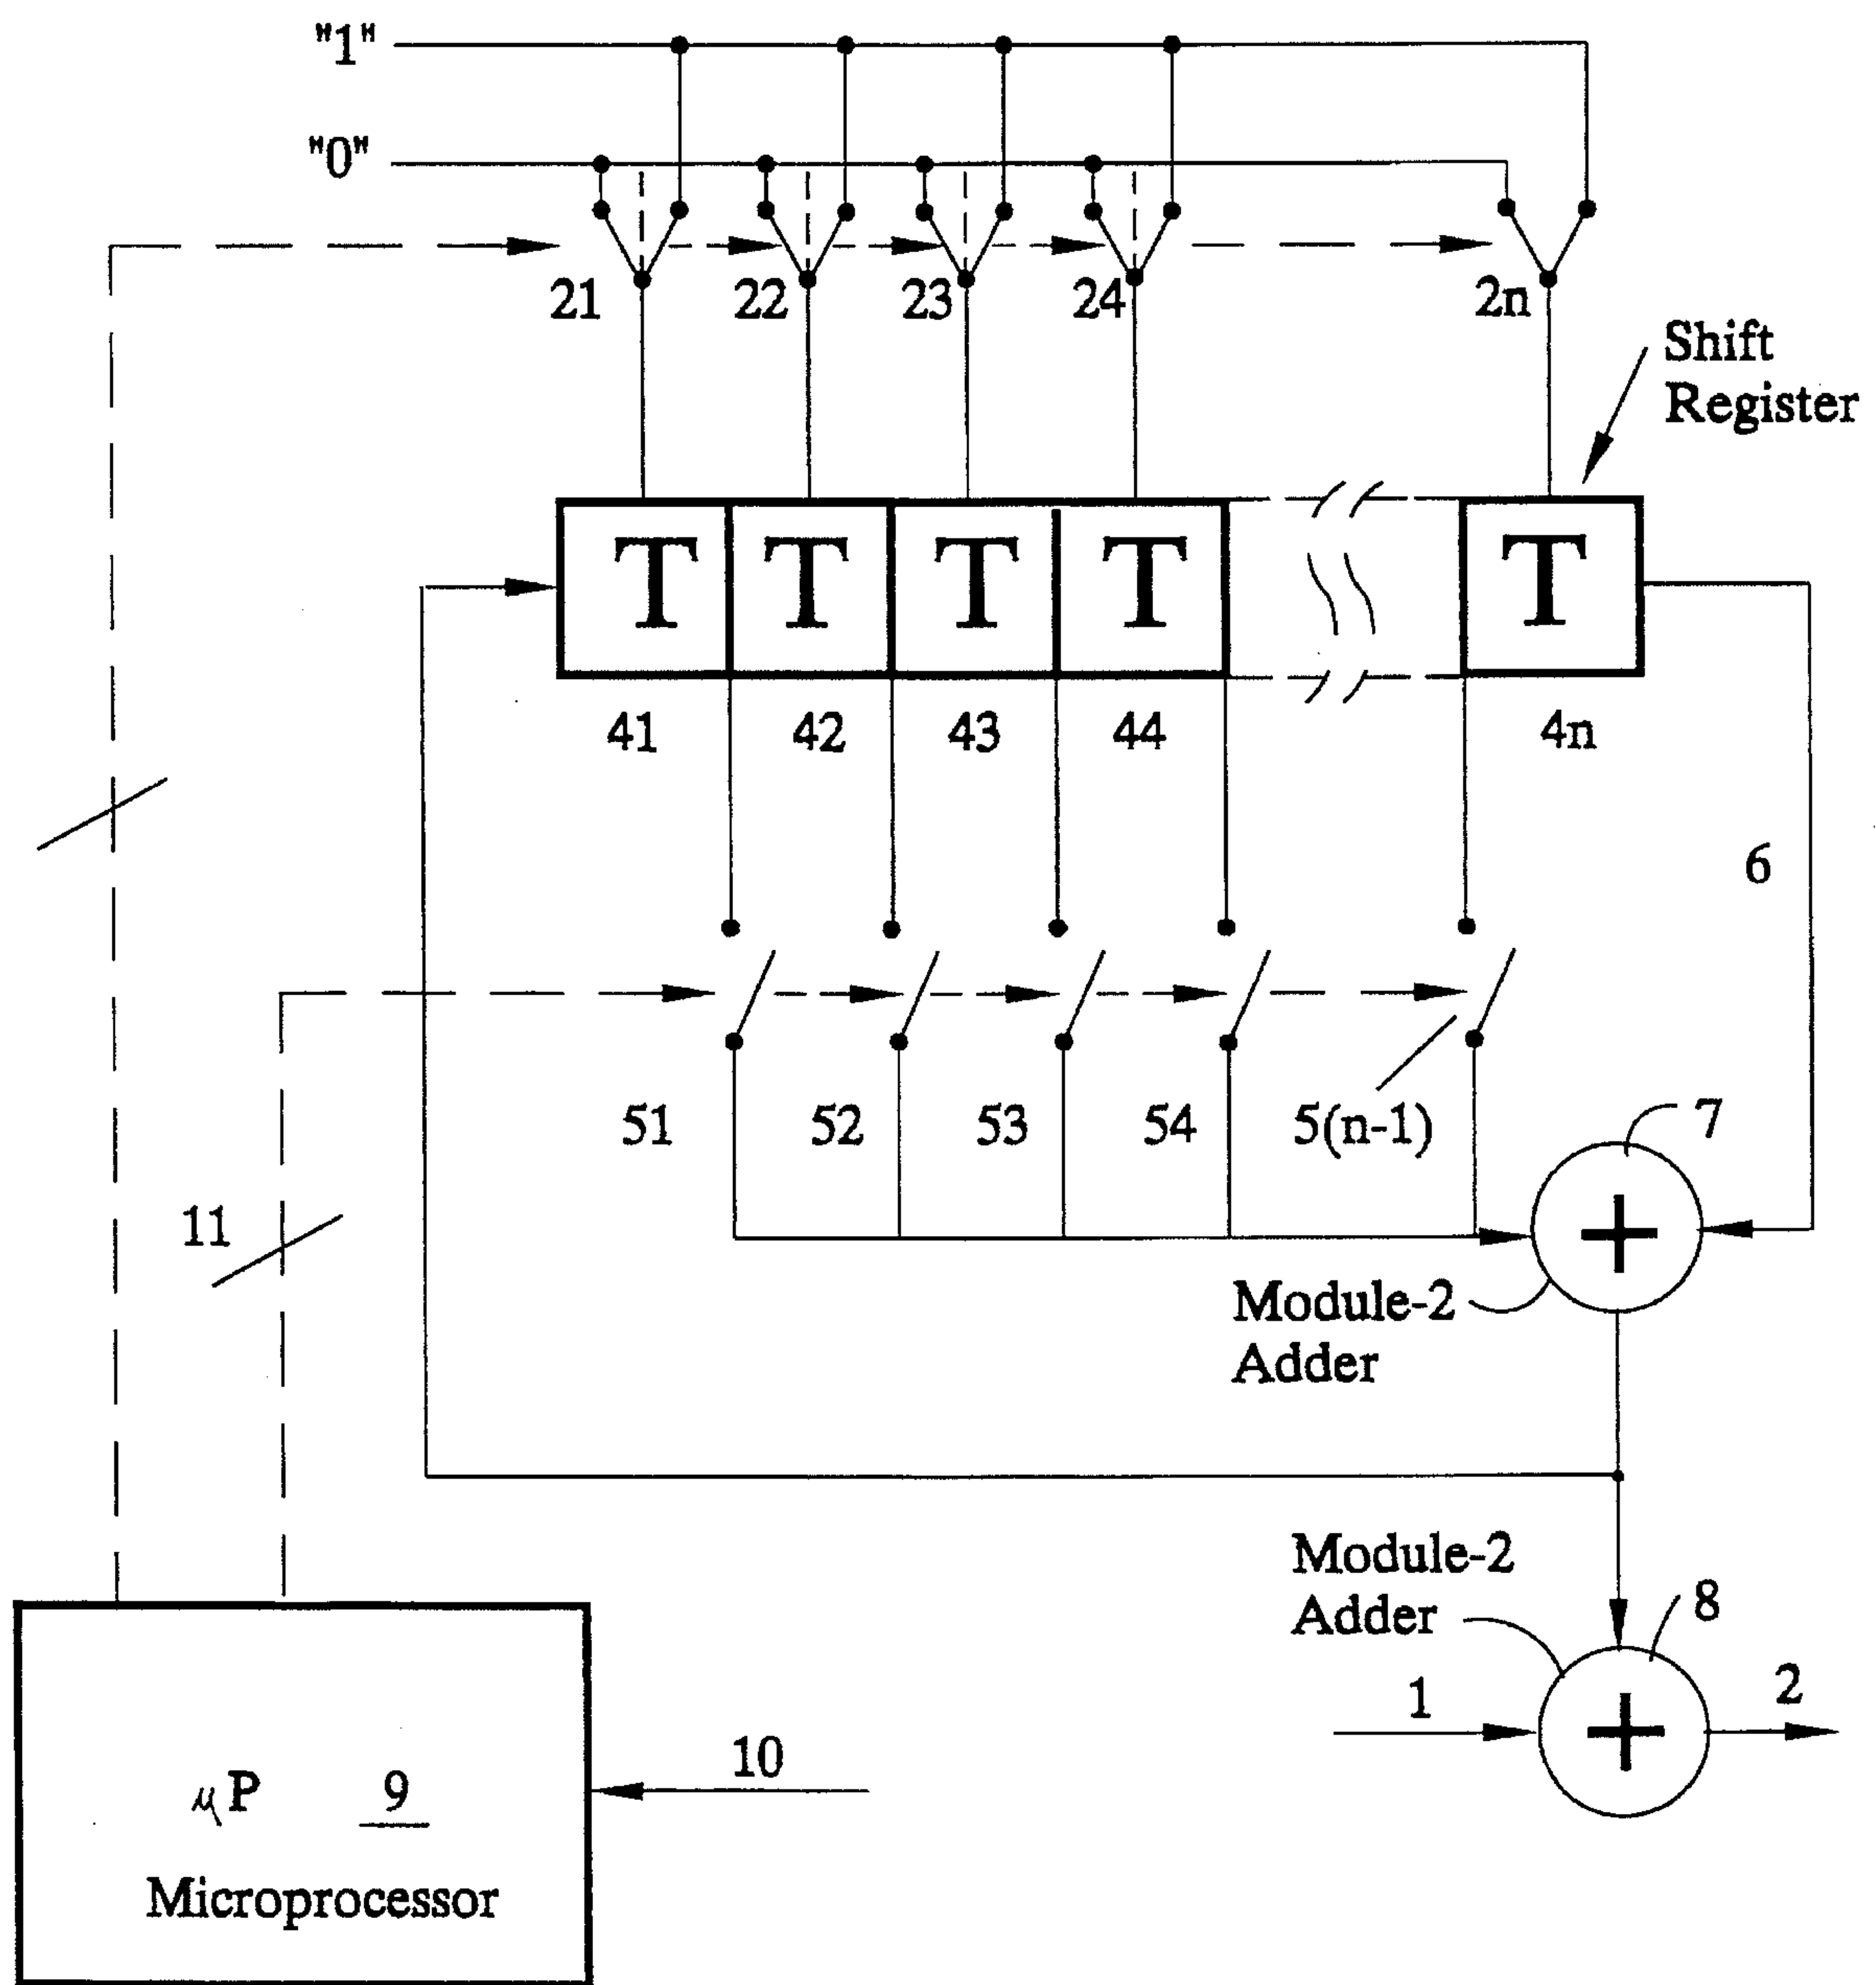 "1"
"0"
21 22 23 24 2n
Shift
Register
T T T T T
41 42 43 44 4n
6
51 52 53 54 5(n-1)
7
11
+
Module-2
Adder
Module-2
Adder
8
1 + 2
10
μP 9
Microprocessor